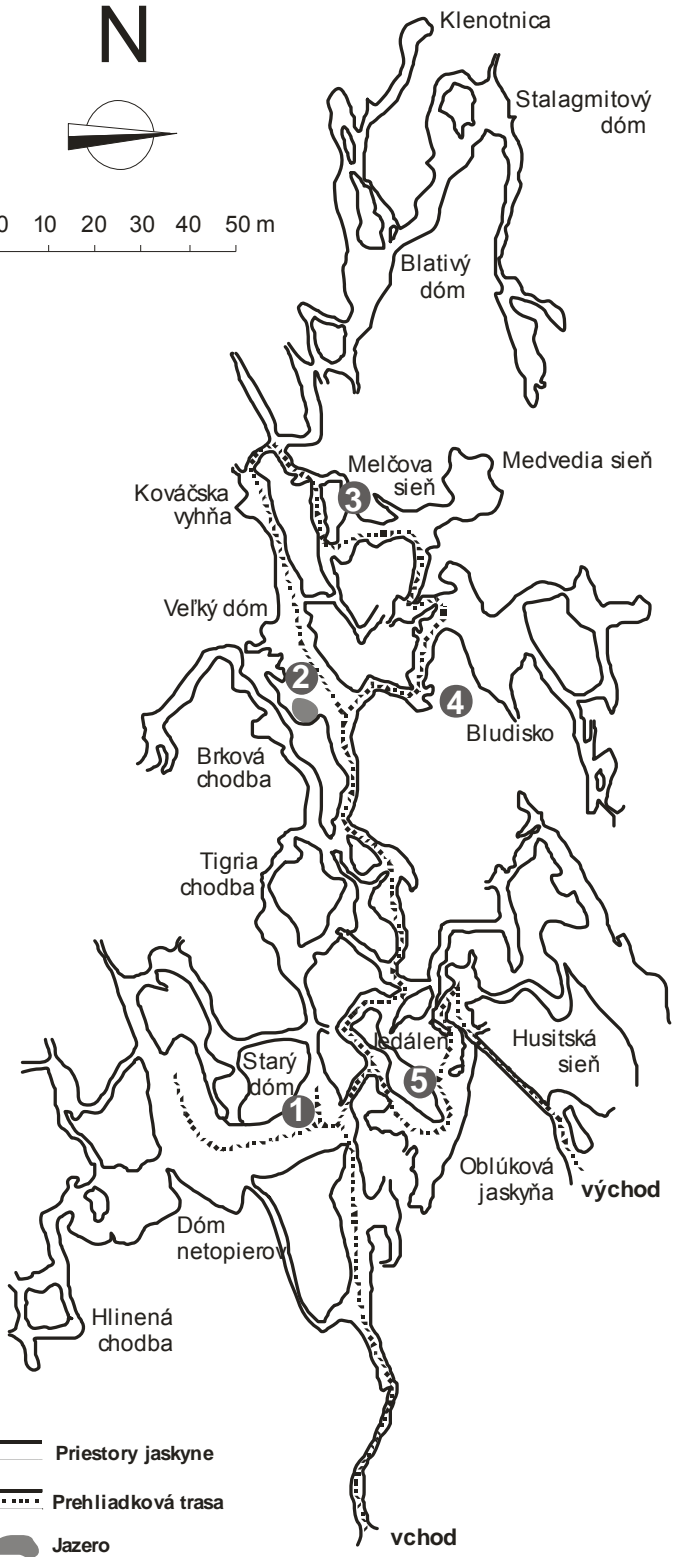 N
Klenotnica
Stalagmitový
dóm
0 10 20 30 40 50 m
Blativý
dóm
Melčova
sieň
Medvedia sieň
3
Kováčska
vyhňa
Veľký dóm
2
4
Bludisko
Brková
chodba
Tigria
chodba
Jedáleň
Husitská
sieň
Starý
dóm
5
1
Oblúková
jaskyňa
východ
Dóm
netopierov
Hlinená
chodba
Priestory jaskyne
Prehliadková trasa
Jazero
vchod